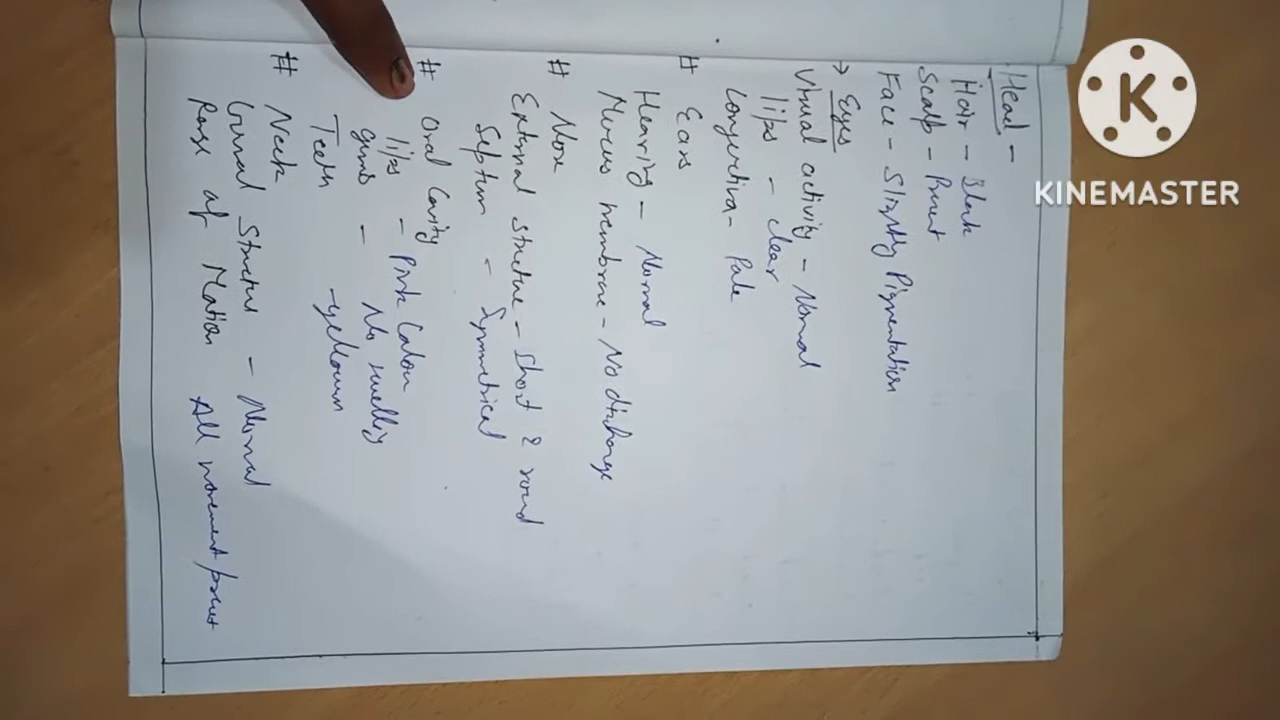 Head -
Hair - Black
Scalp - Present
Face - Slightly Pigmentation
→ Eyes
Visual activity - Normal
lips - clear
Conjuctiva - Pale
# Ears
Hearing - Normal
Mucus membrane - No discharge
# Nose
External structure - Short & round
Septum - Symmetrical
# Oral Cavity
lips - Pink Colour
gums - No swelling
Teeth - yellowish
# Neck
General Structure - Normal
Range of Motion All movement present
K
KINEMASTER